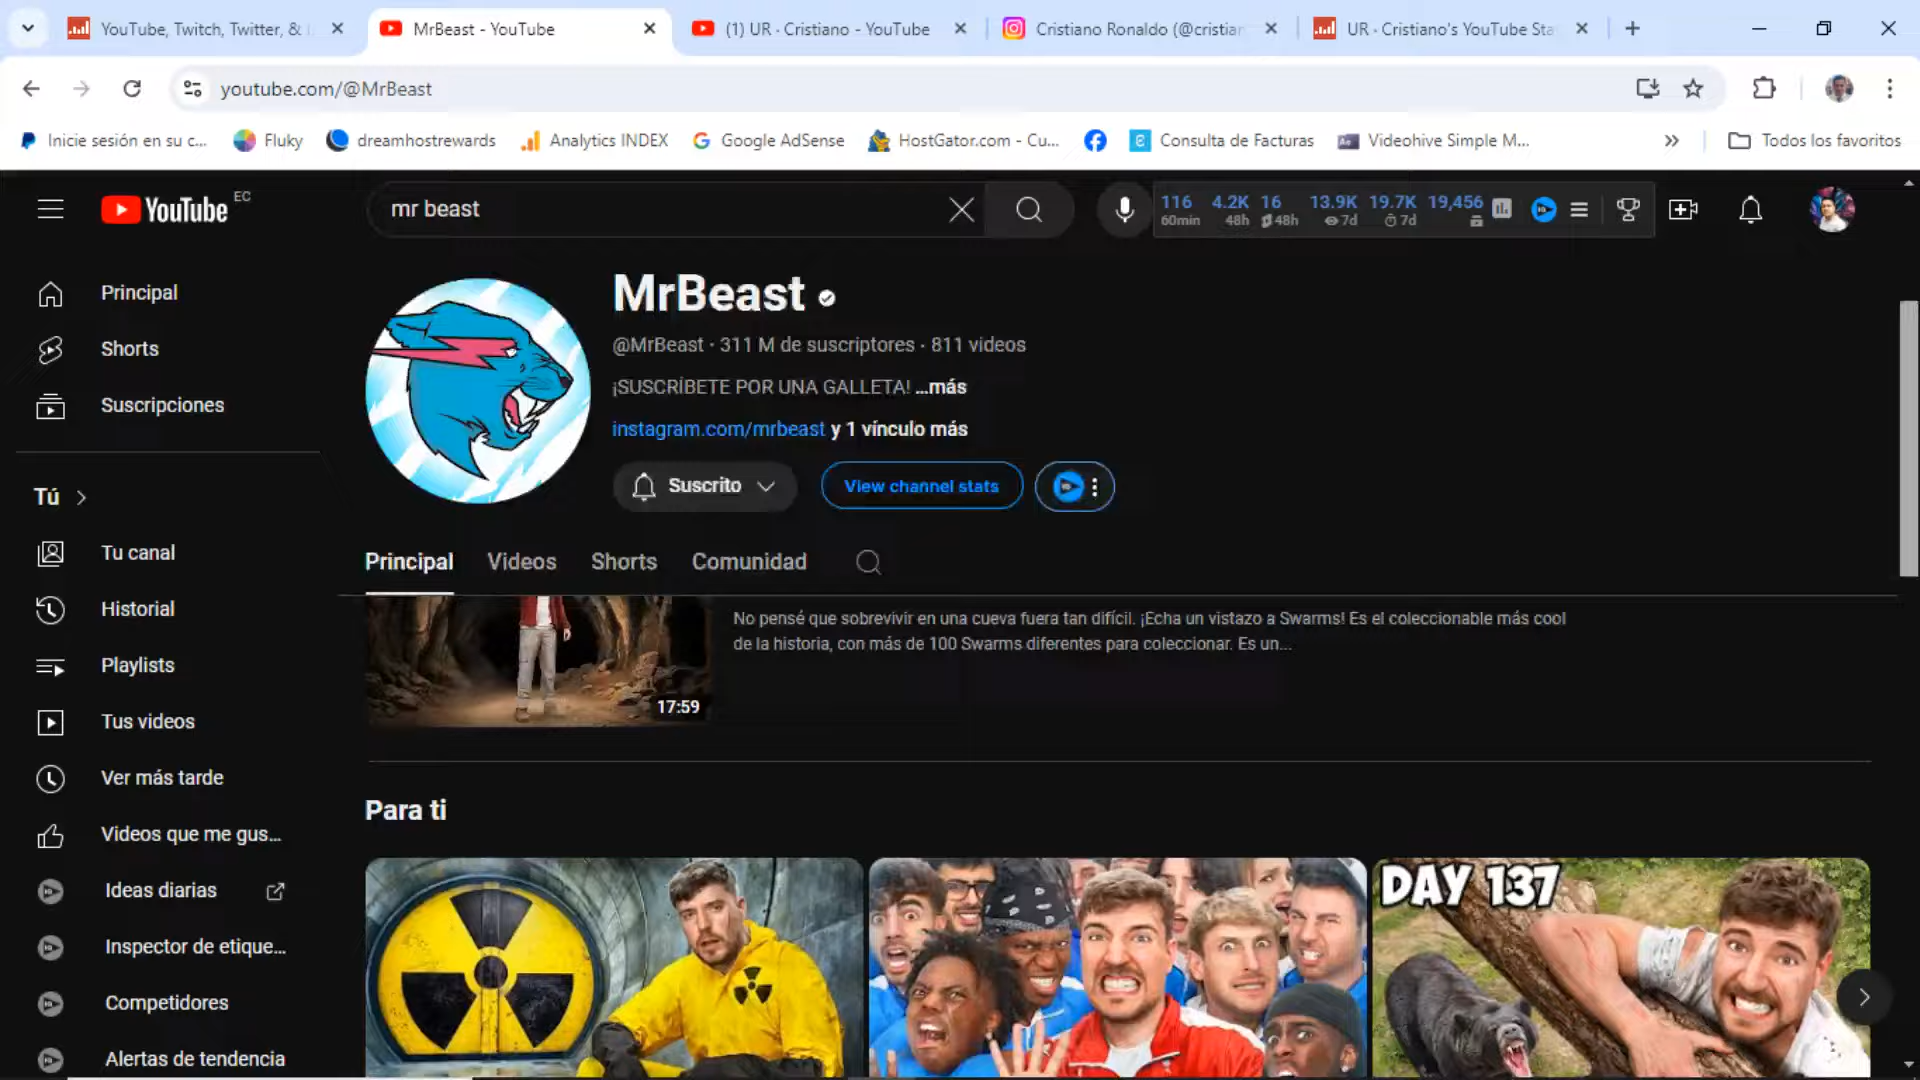 YouTube, Twitch, Twitter, & I
MrBeast - YouTube
(1) UR · Cristiano - YouTube
Cristiano Ronaldo (@cristian
UR · Cristiano's YouTube Sta
youtube.com/@MrBeast
Inicie sesión en su c...
Fluky
dreamhostrewards
Analytics INDEX
Google AdSense
HostGator.com - Cu...
Consulta de Facturas
Videohive Simple M...
Todos los favoritos
YouTube EC
mr beast
116 4.2K 16 13.9K 19.7K 19,456
60min 48h 48h 7d 7d
Principal
Shorts
Suscripciones
Tú
Tu canal
Historial
Playlists
Tus videos
Ver más tarde
Videos que me gus...
Ideas diarias
Inspector de etique...
Competidores
Alertas de tendencia
MrBeast
@MrBeast · 311 M de suscriptores · 811 videos
¡SUSCRÍBETE POR UNA GALLETA! ...más
instagram.com/mrbeast y 1 vínculo más
Suscrito
View channel stats
Principal Videos Shorts Comunidad
17:59
No pensé que sobrevivir en una cueva fuera tan difícil. ¡Echa un vistazo a Swarms! Es el coleccionable más cool
de la historia, con más de 100 Swarms diferentes para coleccionar. Es un...
Para ti
DAY 137